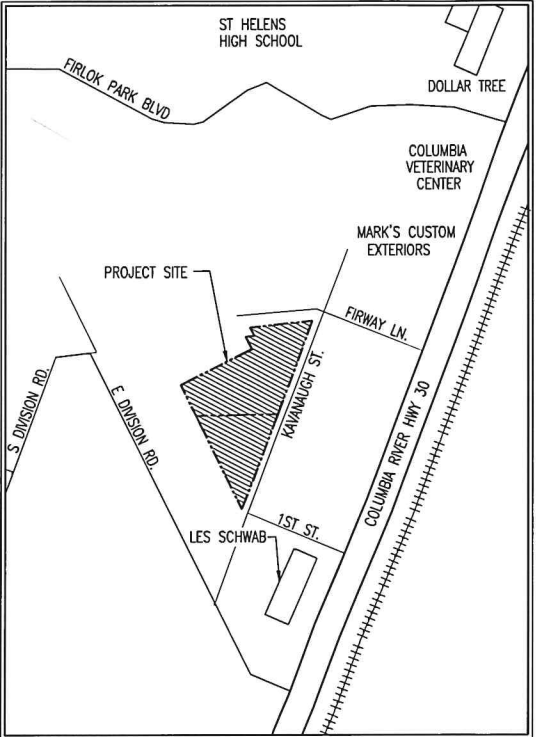 ST HELENS
HIGH SCHOOL
DOLLAR TREE
FIRLOK PARK BLVD
COLUMBIA
VETERINARY
CENTER
MARK'S CUSTOM
EXTERIORS
PROJECT SITE
FIRWAY LN.
KAVANAUGH ST.
S DIVISION RD.
E DIVISION RD.
COLUMBIA RIVER HWY 30
1ST ST.
LES SCHWAB